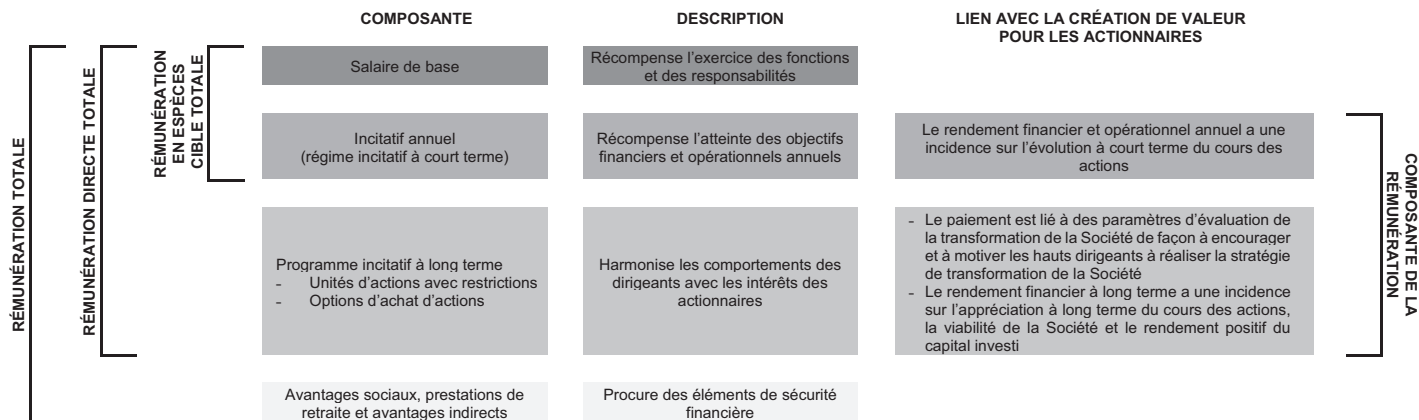 COMPOSANTE
DESCRIPTION
LIEN AVEC LA CRÉATION DE VALEUR
POUR LES ACTIONNAIRES
RÉMUNÉRATION TOTALE
RÉMUNÉRATION DIRECTE TOTALE
RÉMUNÉRATION
EN ESPÈCES
CIBLE TOTALE
Salaire de base
Récompense l’exercice des fonctions
et des responsabilités
Incitatif annuel
(régime incitatif à court terme)
Récompense l’atteinte des objectifs
financiers et opérationnels annuels
Le rendement financier et opérationnel annuel a une
incidence sur l’évolution à court terme du cours des
actions
Programme incitatif à long terme
- Unités d’actions avec restrictions
- Options d’achat d’actions
Harmonise les comportements des
dirigeants avec les intérêts des
actionnaires
- Le paiement est lié à des paramètres d’évaluation de
la transformation de la Société de façon à encourager
et à motiver les hauts dirigeants à réaliser la stratégie
de transformation de la Société
- Le rendement financier à long terme a une incidence
sur l’appréciation à long terme du cours des actions,
la viabilité de la Société et le rendement positif du
capital investi
COMPOSANTE DE LA
RÉMUNÉRATION
Avantages sociaux, prestations de
retraite et avantages indirects
Procure des éléments de sécurité
financière